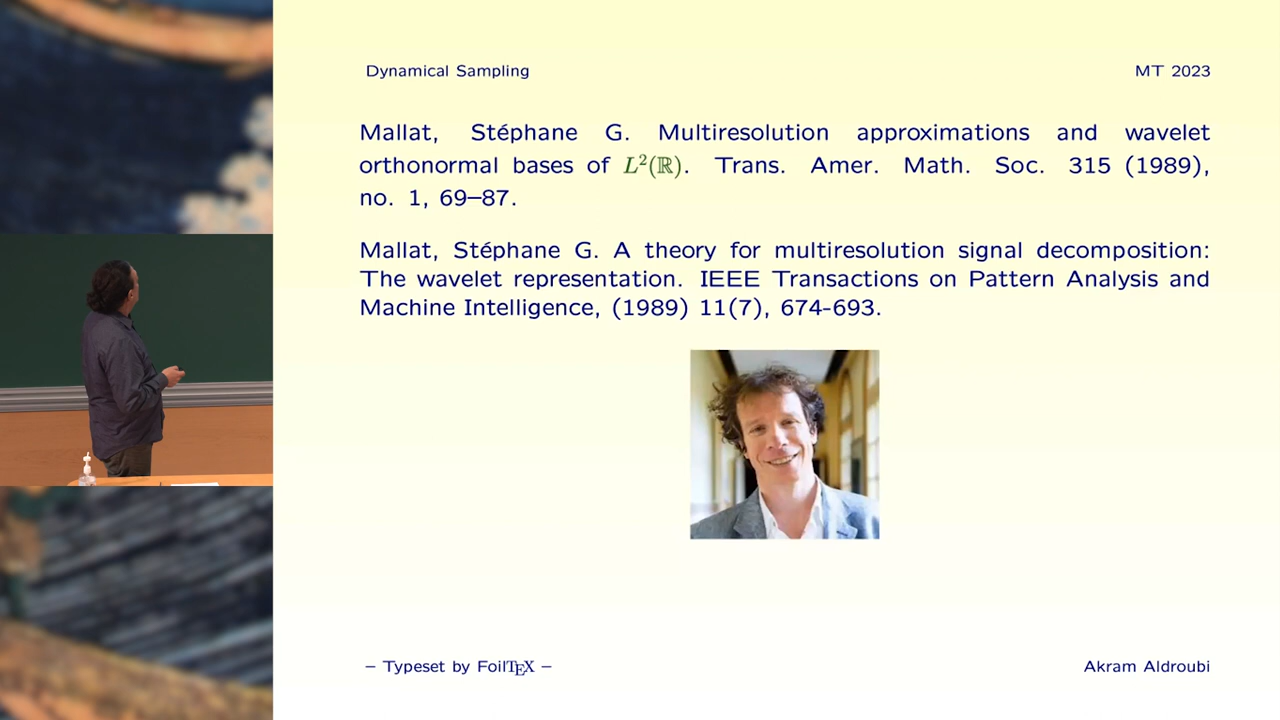 Dynamical Sampling MT 2023
Mallat, Stéphane G. Multiresolution approximations and wavelet
orthonormal bases of L²(ℝ). Trans. Amer. Math. Soc. 315 (1989),
no. 1, 69–87.
Mallat, Stéphane G. A theory for multiresolution signal decomposition:
The wavelet representation. IEEE Transactions on Pattern Analysis and
Machine Intelligence, (1989) 11(7), 674-693.
– Typeset by FoilTEX – Akram Aldroubi